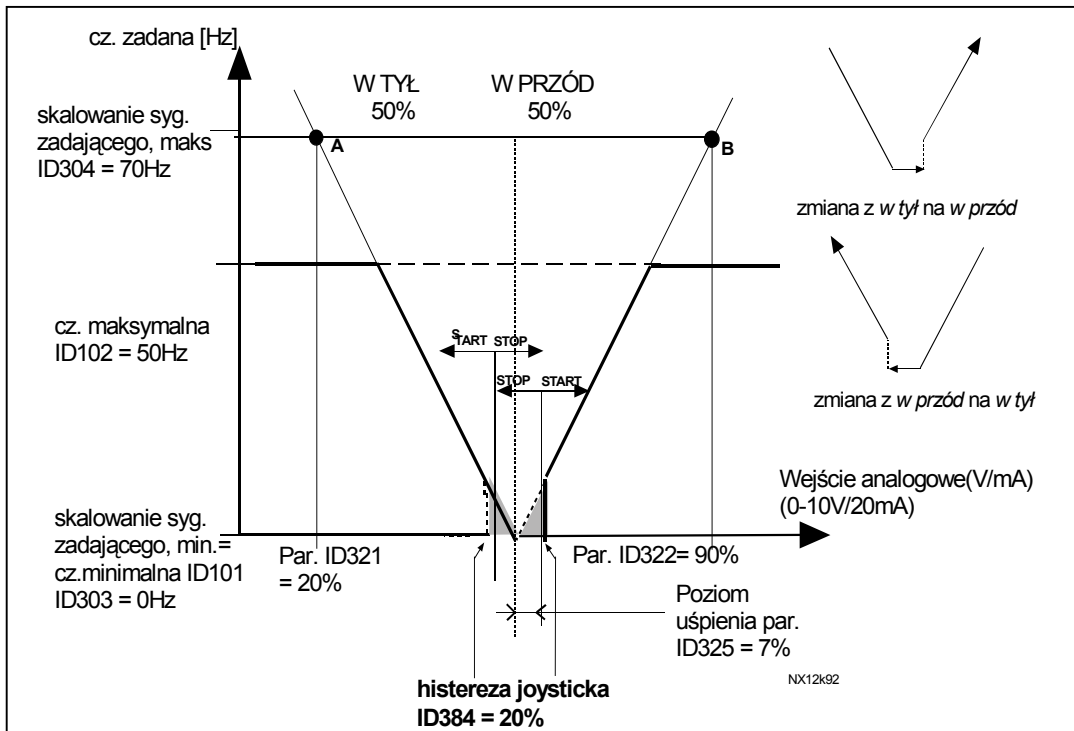 cz. zadana [Hz]
W TYŁ
50%
W PRZÓD
50%
skalowanie syg.
zadającego, maks
ID304 = 70Hz
A
B
zmiana z w tył na w przód
cz. maksymalna
ID102 = 50Hz
START STOP
STOP START
zmiana z w przód na w tył
Wejście analogowe(V/mA)
(0-10V/20mA)
skalowanie syg.
zadającego, min.=
cz.minimalna ID101
ID303 = 0Hz
Par. ID321
= 20%
Par. ID322= 90%
Poziom
uśpienia par.
ID325 = 7%
NX12k92
histereza joysticka
ID384 = 20%